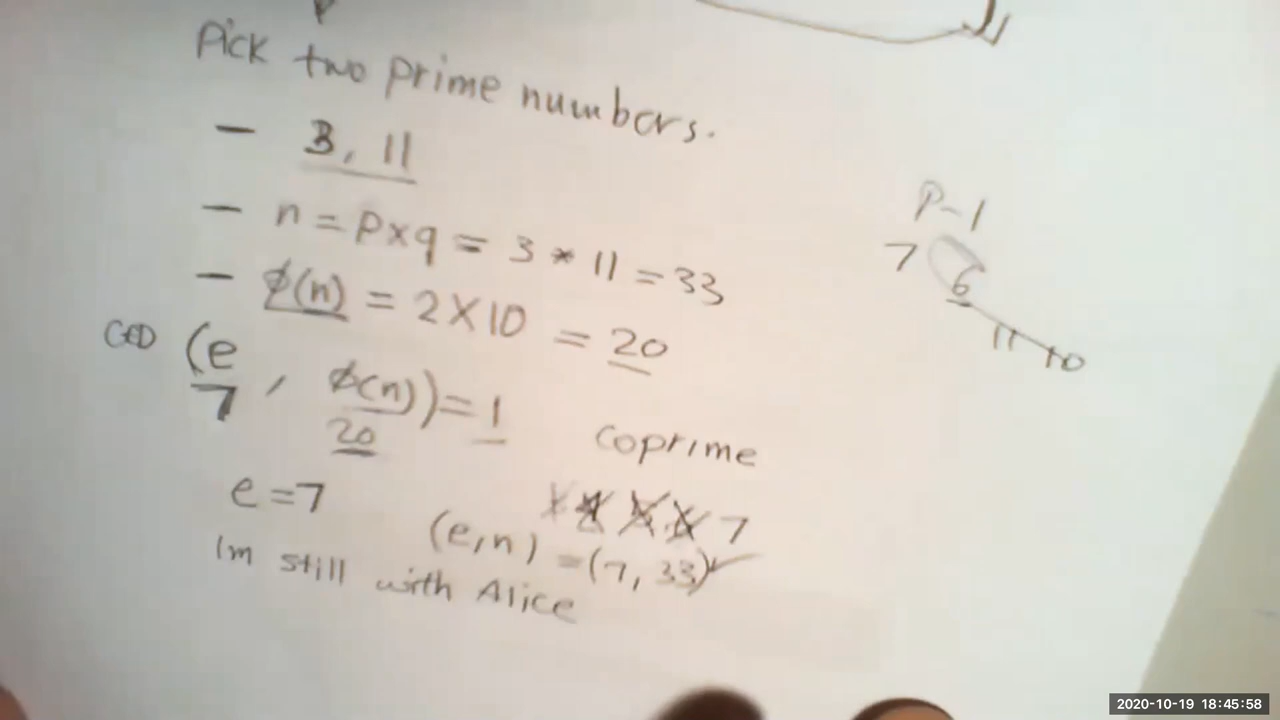 Pick two prime numbers.
- 3, 11
- n = p x q = 3 * 11 = 33
- ϕ(n) = 2 X 10 = 20
GCD (e, ϕ(n)) = 1
7 20
coprime
e = 7
7
(e, n) = (7, 33) ✓
Im still with Alice
P-1
7 6
11 10
2020-10-19 18:45:58